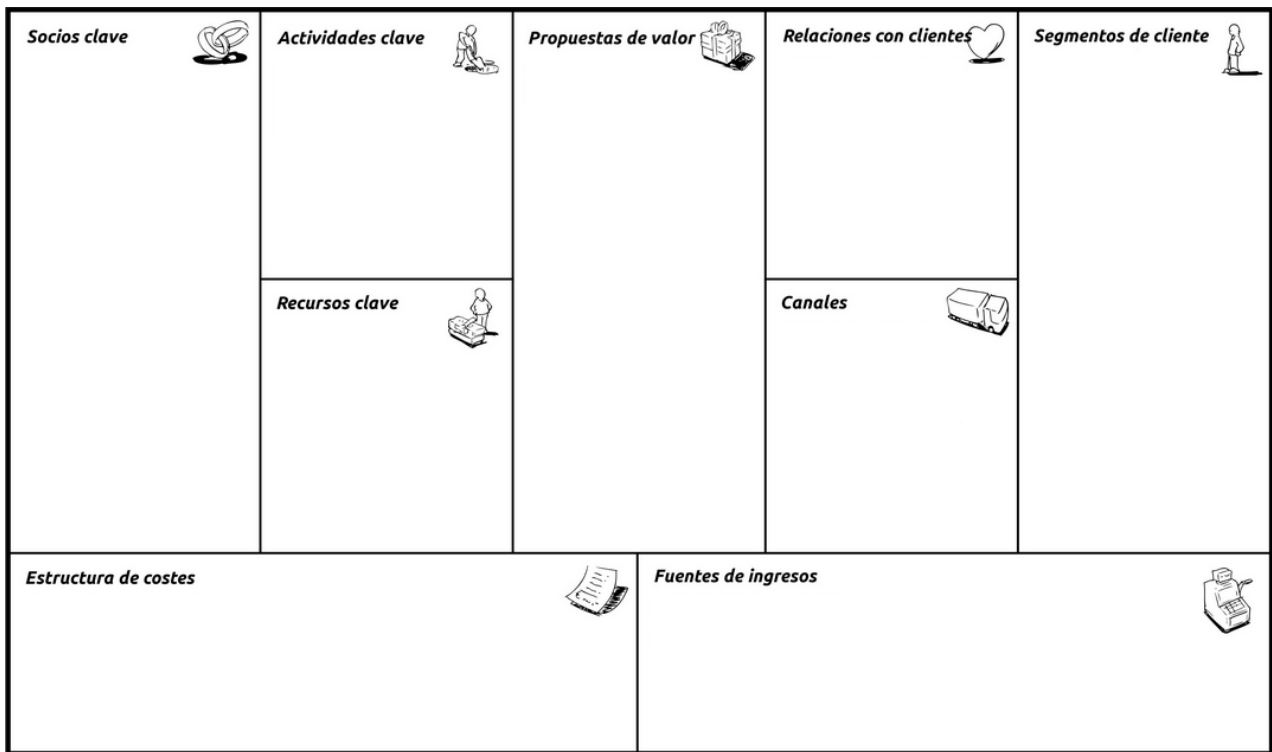 Socios clave
Actividades clave
Propuestas de valor
Relaciones con clientes
Segmentos de cliente
Recursos clave
Canales
Estructura de costes
Fuentes de ingresos